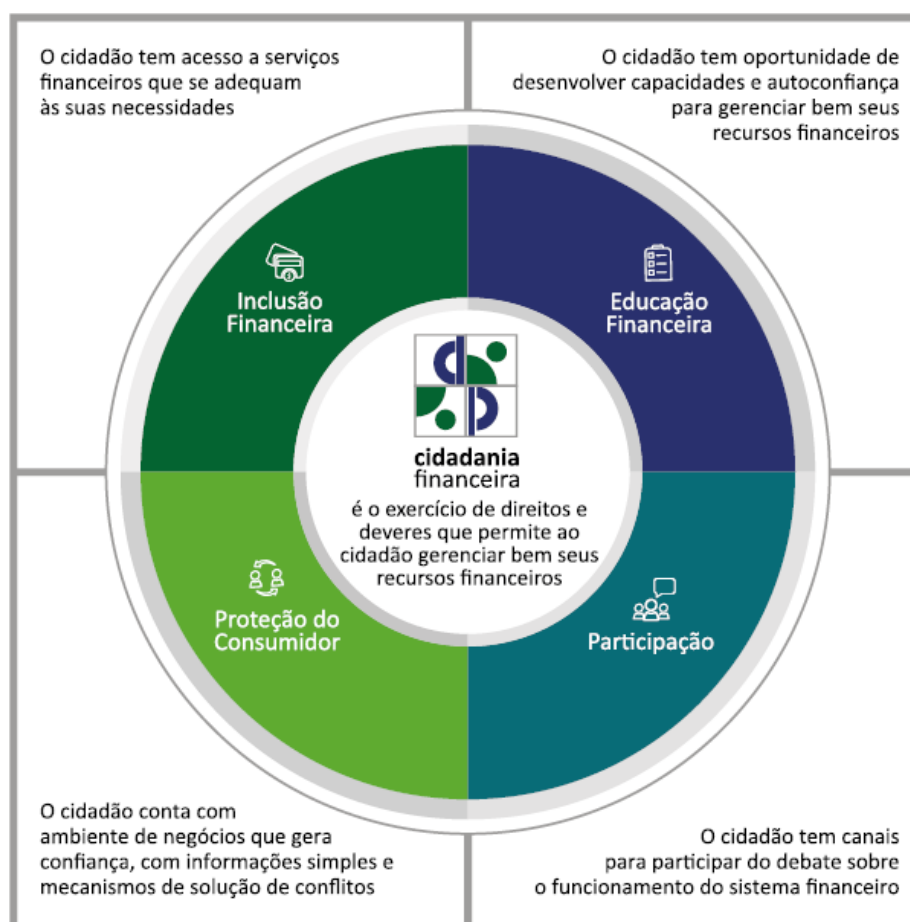 O cidadão tem acesso a serviços
financeiros que se adequam
às suas necessidades
O cidadão tem oportunidade de
desenvolver capacidades e autoconfiança
para gerenciar bem seus
recursos financeiros
Inclusão
Financeira
Educação
Financeira
cidadania
financeira
é o exercício de direitos e
deveres que permite ao
cidadão gerenciar bem seus
recursos financeiros
Proteção do
Consumidor
Participação
O cidadão conta com
ambiente de negócios que gera
confiança, com informações simples e
mecanismos de solução de conflitos
O cidadão tem canais
para participar do debate sobre
o funcionamento do sistema financeiro